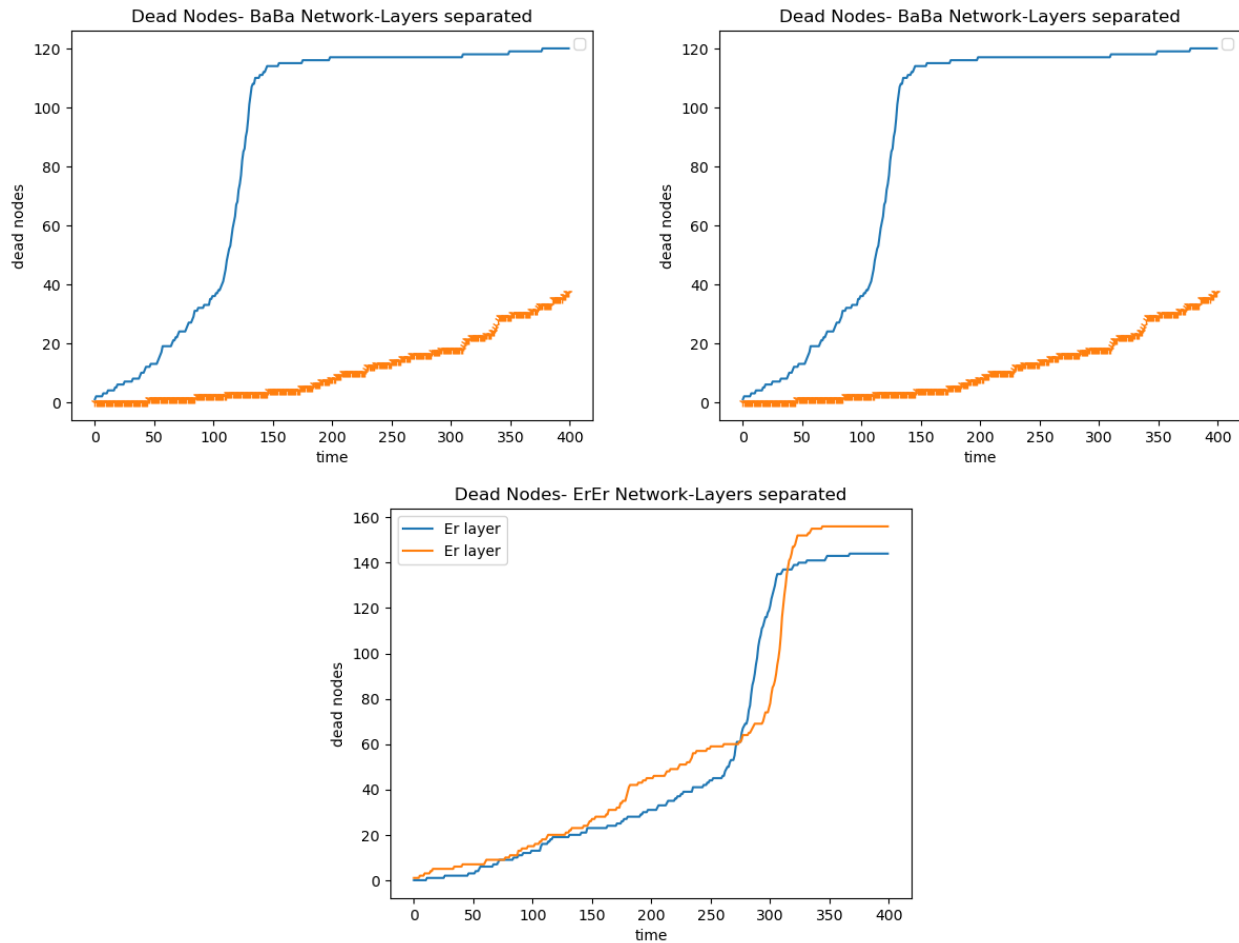 Dead Nodes- BaBa Network-Layers separated
120
100
80
60
40
20
0
dead nodes
0 50 100 150 200 250 300 350 400
time
Dead Nodes- BaBa Network-Layers separated
120
100
80
60
40
20
0
dead nodes
0 50 100 150 200 250 300 350 400
time
Dead Nodes- ErEr Network-Layers separated
Er layer
Er layer
160
140
120
100
80
60
40
20
0
dead nodes
0 50 100 150 200 250 300 350 400
time